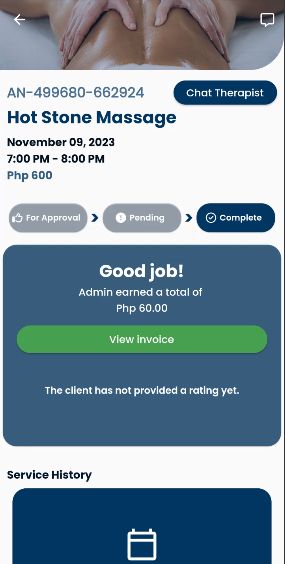 AN-499680-662924
Chat Therapist
Hot Stone Massage
November 09, 2023
7:00 PM - 8:00 PM
Php 600
For Approval
Pending
Complete
Good job!
Admin earned a total of
Php 60.00
View invoice
The client has not provided a rating yet.
Service History